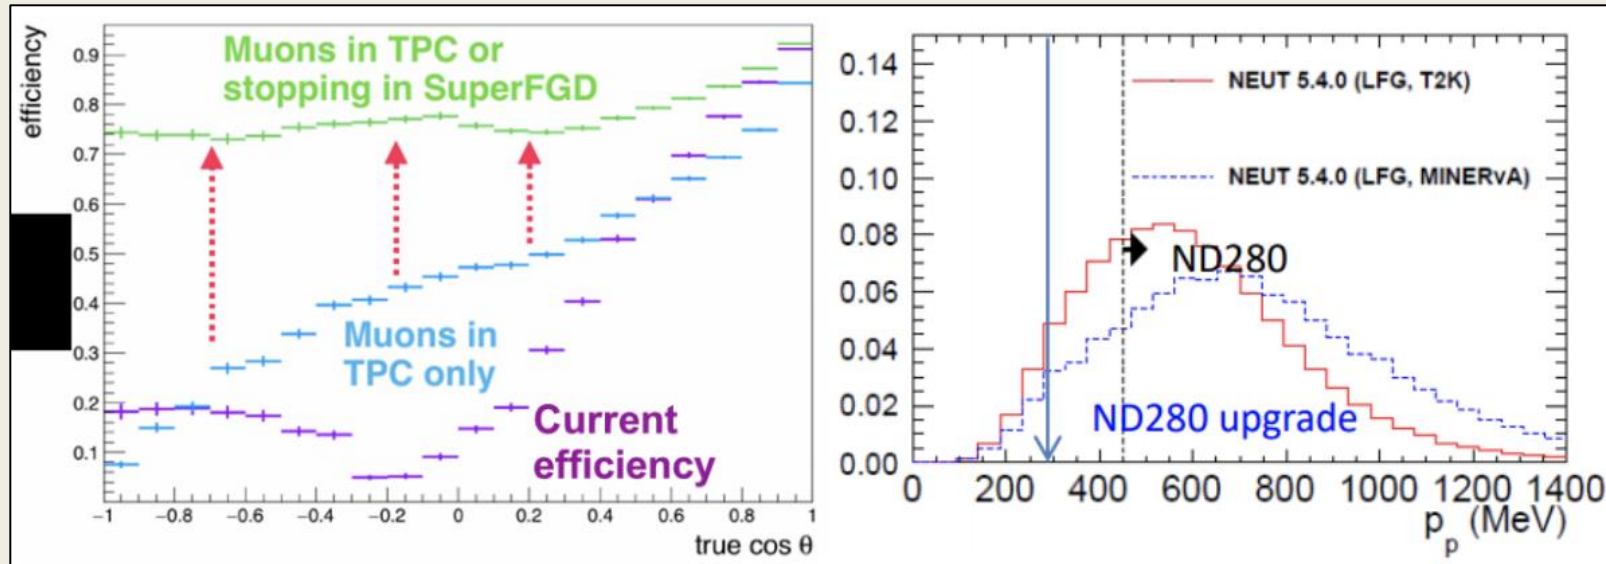 efficiency
0.9
0.8
0.7
0.6
0.5
0.4
0.3
0.2
0.1
Muons in TPC or
stopping in SuperFGD
Muons in
TPC only
Current
efficiency
−1 −0.8 −0.6 −0.4 −0.2 0 0.2 0.4 0.6 0.8 1
true cos θ
0.14
0.12
0.10
0.08
0.06
0.04
0.02
0.00
NEUT 5.4.0 (LFG, T2K)
NEUT 5.4.0 (LFG, MINERvA)
ND280
ND280 upgrade
0 200 400 600 800 1000 1200 1400
p_p (MeV)